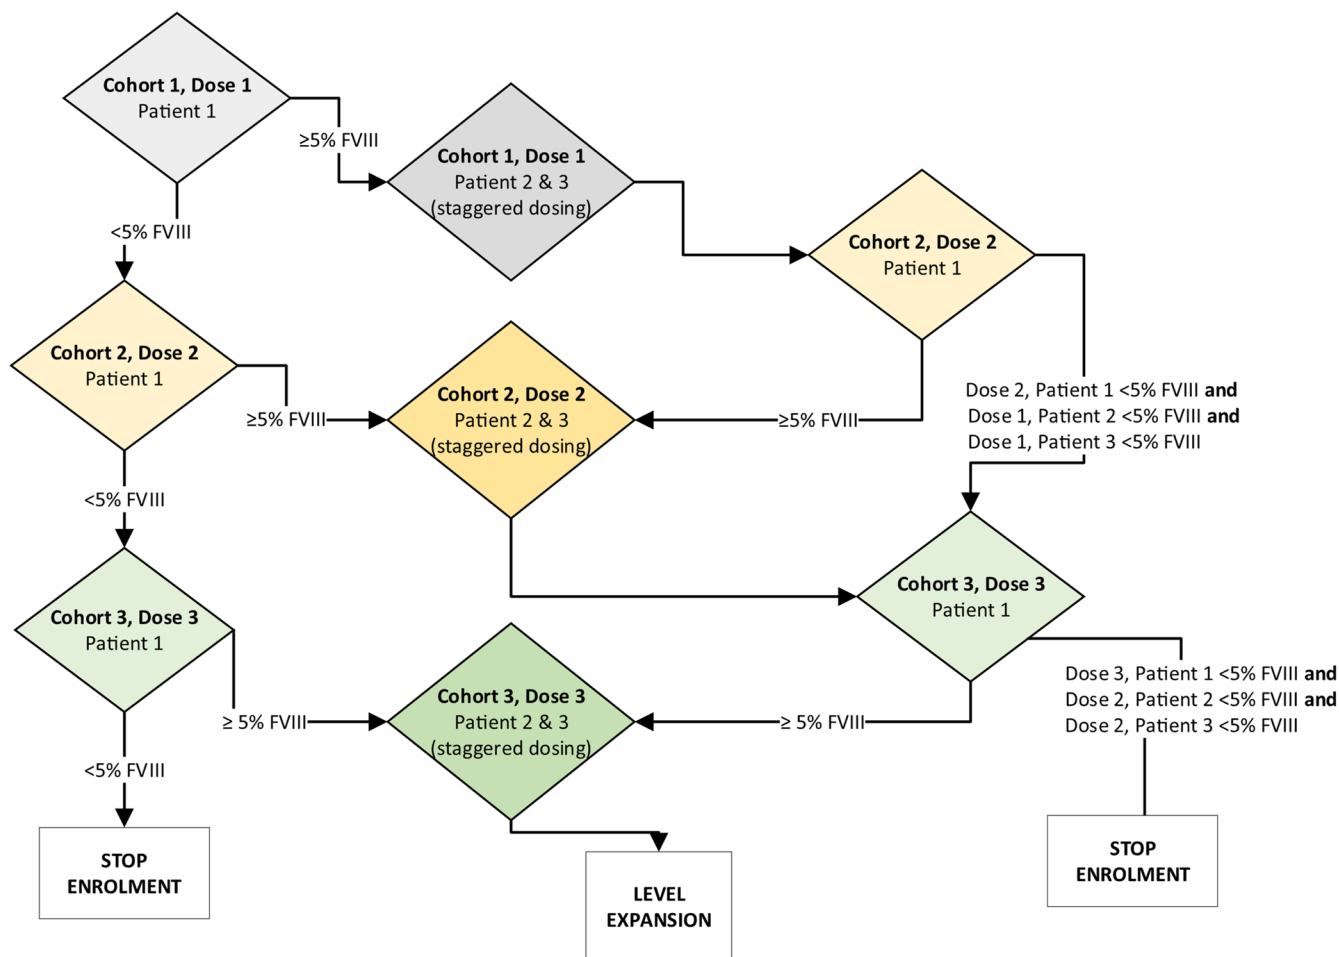 Cohort 1, Dose 1
Patient 1
≥5% FVIII
Cohort 1, Dose 1
Patient 2 & 3
(staggered dosing)
<5% FVIII
Cohort 2, Dose 2
Patient 1
Cohort 2, Dose 2
Patient 1
≥5% FVIII
Cohort 2, Dose 2
Patient 2 & 3
(staggered dosing)
≥5% FVIII
Dose 2, Patient 1 <5% FVIII and
Dose 1, Patient 2 <5% FVIII and
Dose 1, Patient 3 <5% FVIII
<5% FVIII
Cohort 3, Dose 3
Patient 1
Cohort 3, Dose 3
Patient 1
≥ 5% FVIII
Cohort 3, Dose 3
Patient 2 & 3
(staggered dosing)
≥ 5% FVIII
Dose 3, Patient 1 <5% FVIII and
Dose 2, Patient 2 <5% FVIII and
Dose 2, Patient 3 <5% FVIII
<5% FVIII
STOP
ENROLMENT
LEVEL
EXPANSION
STOP
ENROLMENT